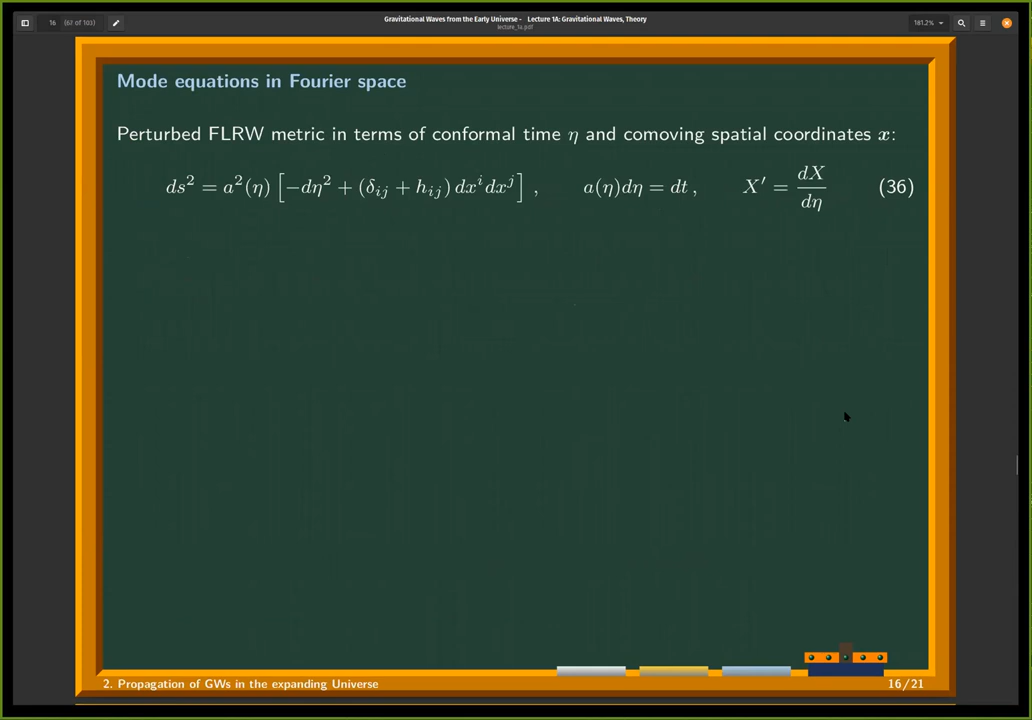 Gravitational Waves from the Early Universe - Lecture 1A: Gravitational Waves, Theory
lecture_1a.pdf
16 (62 of 103)
181.2%
Mode equations in Fourier space
Perturbed FLRW metric in terms of conformal time η and comoving spatial coordinates x:
ds² = a²(η) [−dη² + (δ_ij + h_ij) dx^i dx^j] , a(η)dη = dt , X′ = dX/dη (36)
2. Propagation of GWs in the expanding Universe
16/21